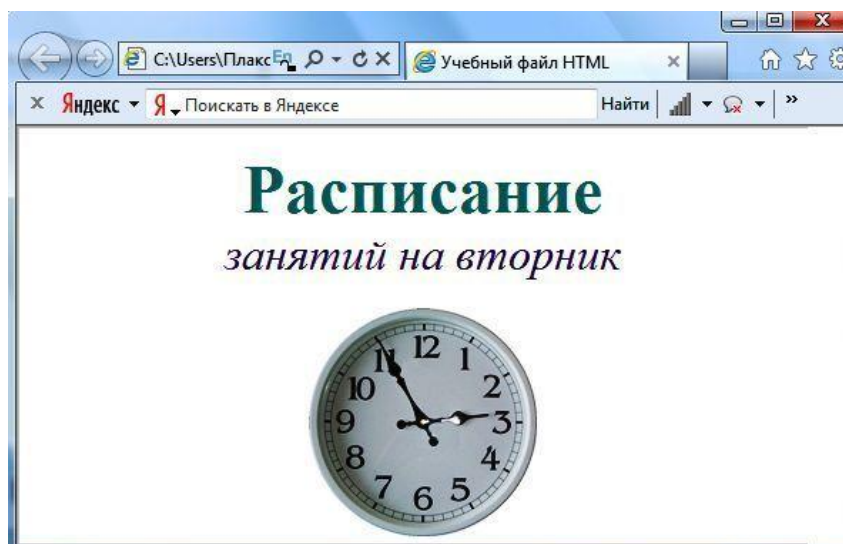 C:\Users\Плакс
Учебный файл HTML
Яндекс Я Поискать в Яндексе Найти
Расписание
занятий на вторник
12
11 1
10 2
9 3
8 4
7 5
6